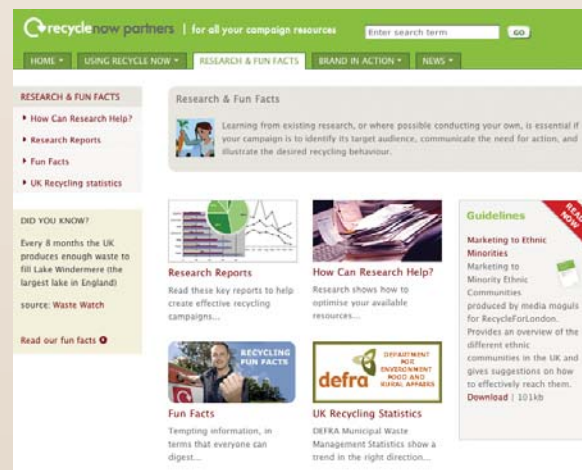 recyclenow partners | for all your campaign resources
Enter search term
GO
HOME
USING RECYCLE NOW
RESEARCH & FUN FACTS
BRAND IN ACTION
NEWS
RESEARCH & FUN FACTS
How Can Research Help?
Research Reports
Fun Facts
UK Recycling statistics
DID YOU KNOW?
Every 8 months the UK
produces enough waste to
fill Lake Windermere (the
largest lake in England)
source: Waste Watch
Read our fun facts
Research & Fun Facts
Learning from existing research, or where possible conducting your own, is essential if
your campaign is to identify its target audience, communicate the need for action, and
illustrate the desired recycling behaviour.
Research Reports
Read these key reports to help
create effective recycling
campaigns...
How Can Research Help?
Research shows how to
optimise your available
resources...
RECYCLING
FUN FACTS
Fun Facts
Tempting information, in
terms that everyone can
digest...
defra
DEPARTMENT
FOR
ENVIRONMENT
FOOD AND
RURAL AFFAIRS
UK Recycling Statistics
DEFRA Municipal Waste
Management Statistics show a
trend in the right direction...
READ
NOW
Guidelines
Marketing to Ethnic
Minorities
Marketing to
Minority Ethnic
Communities
produced by media moguls
for RecycleForLondon.
Provides an overview of the
different ethnic
communities in the UK and
gives suggestions on how
to effectively reach them.
Download | 101kb